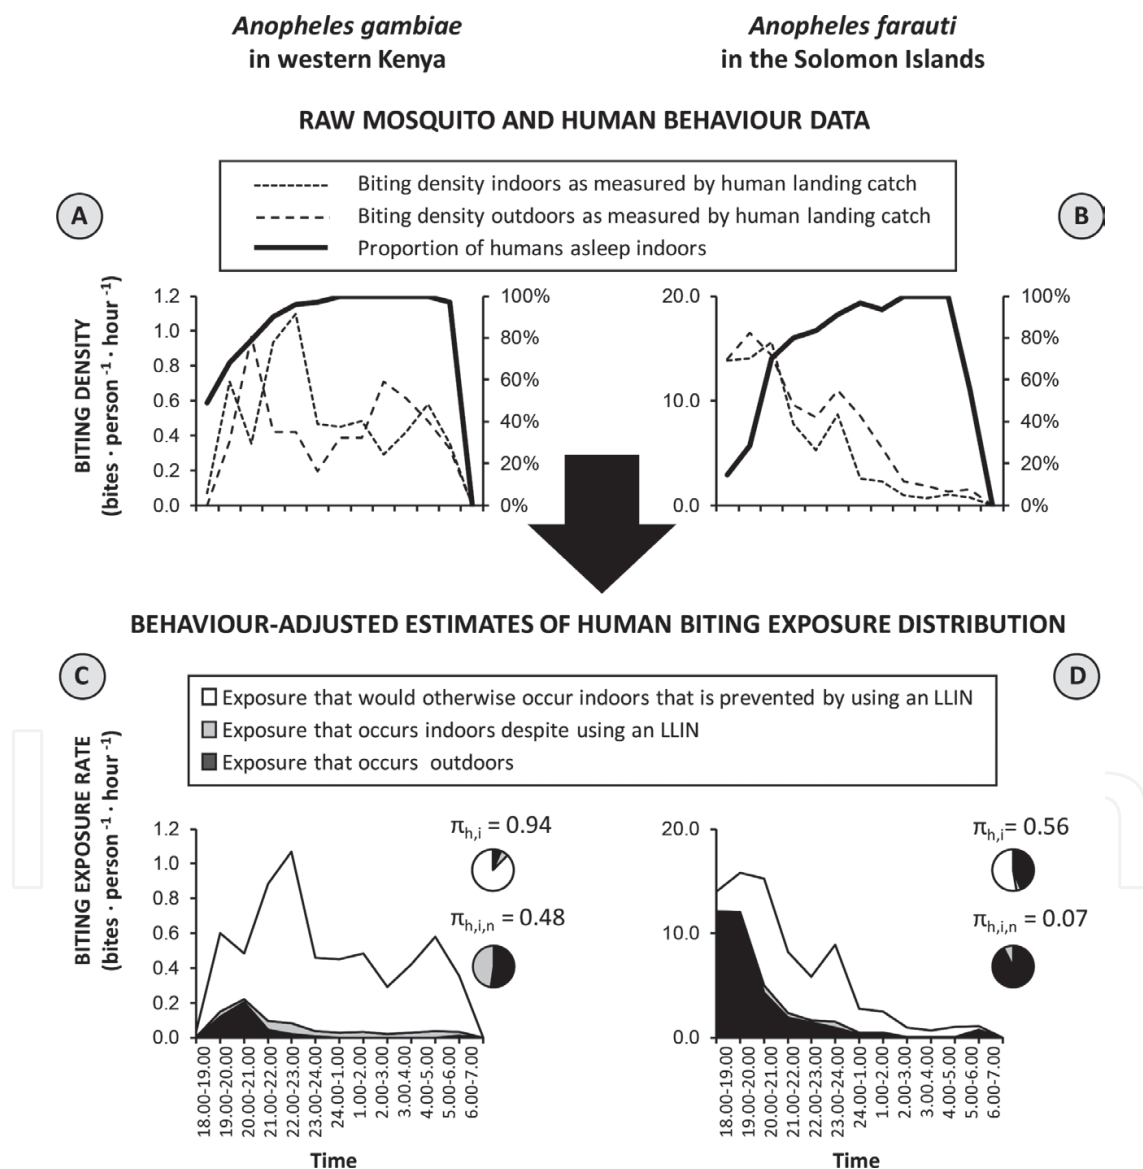 Anopheles gambiae
in western Kenya
Anopheles farauti
in the Solomon Islands
RAW MOSQUITO AND HUMAN BEHAVIOUR DATA
Biting density indoors as measured by human landing catch
Biting density outdoors as measured by human landing catch
Proportion of humans asleep indoors
A
B
BITING DENSITY
(bites · person⁻¹ · hour⁻¹)
1.2
1.0
0.8
0.6
0.4
0.2
0.0
100%
80%
60%
40%
20%
0%
20.0
10.0
0.0
100%
80%
60%
40%
20%
0%
BEHAVIOUR-ADJUSTED ESTIMATES OF HUMAN BITING EXPOSURE DISTRIBUTION
C
D
Exposure that would otherwise occur indoors that is prevented by using an LLIN
Exposure that occurs indoors despite using an LLIN
Exposure that occurs outdoors
BITING EXPOSURE RATE
(bites · person⁻¹ · hour⁻¹)
1.2
1.0
0.8
0.6
0.4
0.2
0.0
πh,i = 0.94
πh,i,n = 0.48
18.00-19.00
19.00-20.00
20.00-21.00
21.00-22.00
22.00-23.00
23.00-24.00
24.00-1.00
1.00-2.00
2.00-3.00
3.00.4.00
4.00-5.00
5.00-6.00
6.00-7.00
Time
20.0
10.0
0.0
πh,i= 0.56
πh,i,n = 0.07
18.00-19.00
19.00-20.00
20.00-21.00
21.00-22.00
22.00-23.00
23.00-24.00
24.00-1.00
1.00-2.00
2.00-3.00
3.00.4.00
4.00-5.00
5.00-6.00
6.00-7.00
Time